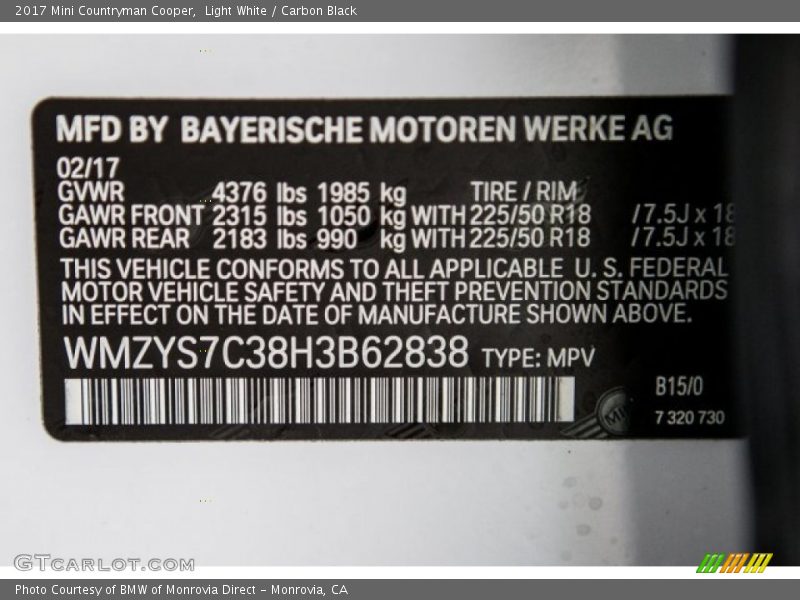 2017 Mini Countryman Cooper,  Light White / Carbon Black
MFD BY BAYERISCHE MOTOREN WERKE AG
02/17
GVWR 4376 lbs 1985 kg TIRE / RIM
GAWR FRONT 2315 lbs 1050 kg WITH 225/50 R18 /7.5J x 18
GAWR REAR 2183 lbs 990 kg WITH 225/50 R18 /7.5J x 18
THIS VEHICLE CONFORMS TO ALL APPLICABLE U. S. FEDERAL
MOTOR VEHICLE SAFETY AND THEFT PREVENTION STANDARDS
IN EFFECT ON THE DATE OF MANUFACTURE SHOWN ABOVE.
WMZYS7C38H3B62838 TYPE: MPV
B15/0
MINI
7 320 730
GTcarlot.com
Photo Courtesy of BMW of Monrovia Direct - Monrovia, CA